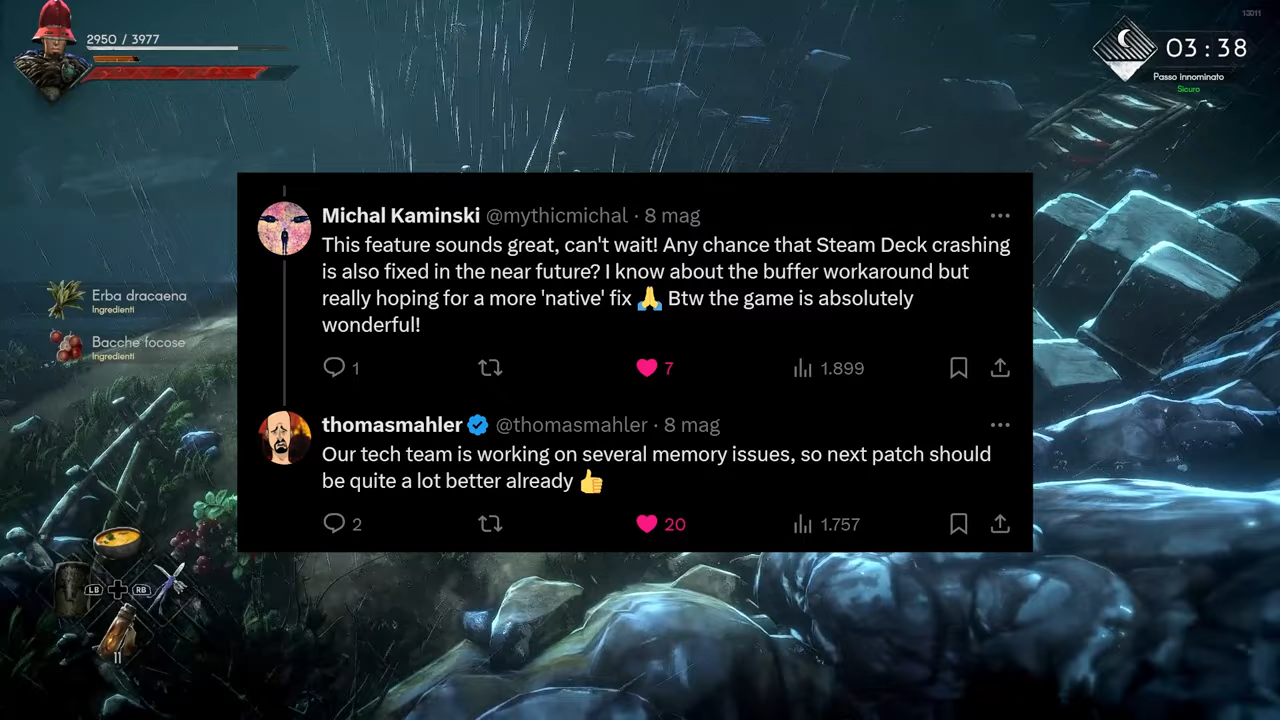 13011
2950 / 3977
03 : 38
Passo Innominato
Sicuro
Michal Kaminski @mythicmichal · 8 mag
This feature sounds great, can't wait! Any chance that Steam Deck crashing
is also fixed in the near future? I know about the buffer workaround but
really hoping for a more 'native' fix 🙏 Btw the game is absolutely
wonderful!
1 7 1.899
Erba dracaena
Ingredienti
Bacche focose
Ingredienti
thomasmahler @thomasmahler · 8 mag
Our tech team is working on several memory issues, so next patch should
be quite a lot better already 👍
2 20 1.757
LB RB
11